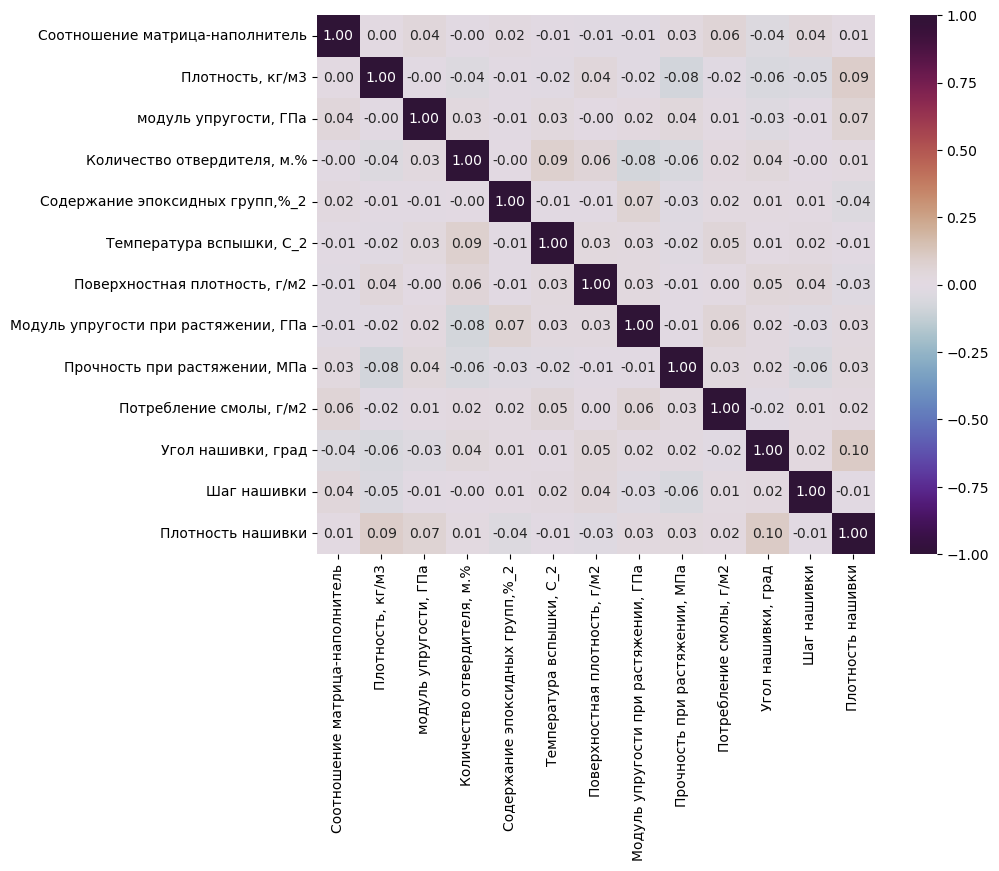 Соотношение матрица-наполнитель 1.00 0.00 0.04 -0.00 0.02 -0.01 -0.01 -0.01 0.03 0.06 -0.04 0.04 0.01
Плотность, кг/м3 0.00 1.00 -0.00 -0.04 -0.01 -0.02 0.04 -0.02 -0.08 -0.02 -0.06 -0.05 0.09
модуль упругости, ГПа 0.04 -0.00 1.00 0.03 -0.01 0.03 -0.00 0.02 0.04 0.01 -0.03 -0.01 0.07
Количество отвердителя, м.% -0.00 -0.04 0.03 1.00 -0.00 0.09 0.06 -0.08 -0.06 0.02 0.04 -0.00 0.01
Содержание эпоксидных групп,%_2 0.02 -0.01 -0.01 -0.00 1.00 -0.01 -0.01 0.07 -0.03 0.02 0.01 0.01 -0.04
Температура вспышки, С_2 -0.01 -0.02 0.03 0.09 -0.01 1.00 0.03 0.03 -0.02 0.05 0.01 0.02 -0.01
Поверхностная плотность, г/м2 -0.01 0.04 -0.00 0.06 -0.01 0.03 1.00 0.03 -0.01 0.00 0.05 0.04 -0.03
Модуль упругости при растяжении, ГПа -0.01 -0.02 0.02 -0.08 0.07 0.03 0.03 1.00 -0.01 0.06 0.02 -0.03 0.03
Прочность при растяжении, МПа 0.03 -0.08 0.04 -0.06 -0.03 -0.02 -0.01 -0.01 1.00 0.03 0.02 -0.06 0.03
Потребление смолы, г/м2 0.06 -0.02 0.01 0.02 0.02 0.05 0.00 0.06 0.03 1.00 -0.02 0.01 0.02
Угол нашивки, град -0.04 -0.06 -0.03 0.04 0.01 0.01 0.05 0.02 0.02 -0.02 1.00 0.02 0.10
Шаг нашивки 0.04 -0.05 -0.01 -0.00 0.01 0.02 0.04 -0.03 -0.06 0.01 0.02 1.00 -0.01
Плотность нашивки 0.01 0.09 0.07 0.01 -0.04 -0.01 -0.03 0.03 0.03 0.02 0.10 -0.01 1.00
Соотношение матрица-наполнитель
Плотность, кг/м3
модуль упругости, ГПа
Количество отвердителя, м.%
Содержание эпоксидных групп,%_2
Температура вспышки, С_2
Поверхностная плотность, г/м2
Модуль упругости при растяжении, ГПа
Прочность при растяжении, МПа
Потребление смолы, г/м2
Угол нашивки, град
Шаг нашивки
Плотность нашивки
1.00
0.75
0.50
0.25
0.00
−0.25
−0.50
−0.75
−1.00